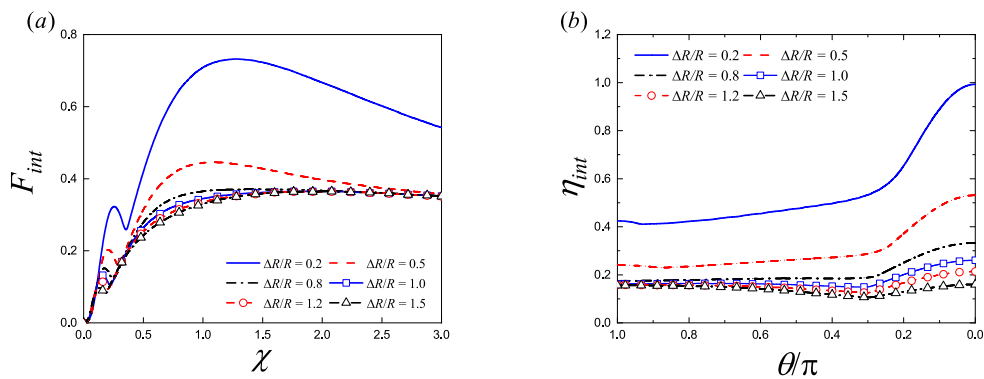 (a)
F_int
0.8
0.6
0.4
0.2
0.0
0.0 0.5 1.0 1.5 2.0 2.5 3.0
χ
ΔR/R = 0.2 ΔR/R = 0.5
ΔR/R = 0.8 ΔR/R = 1.0
ΔR/R = 1.2 ΔR/R = 1.5
(b)
η_int
1.2
1.0
0.8
0.6
0.4
0.2
0.0
1.0 0.8 0.6 0.4 0.2 0.0
θ/π
ΔR/R = 0.2 ΔR/R = 0.5
ΔR/R = 0.8 ΔR/R = 1.0
ΔR/R = 1.2 ΔR/R = 1.5